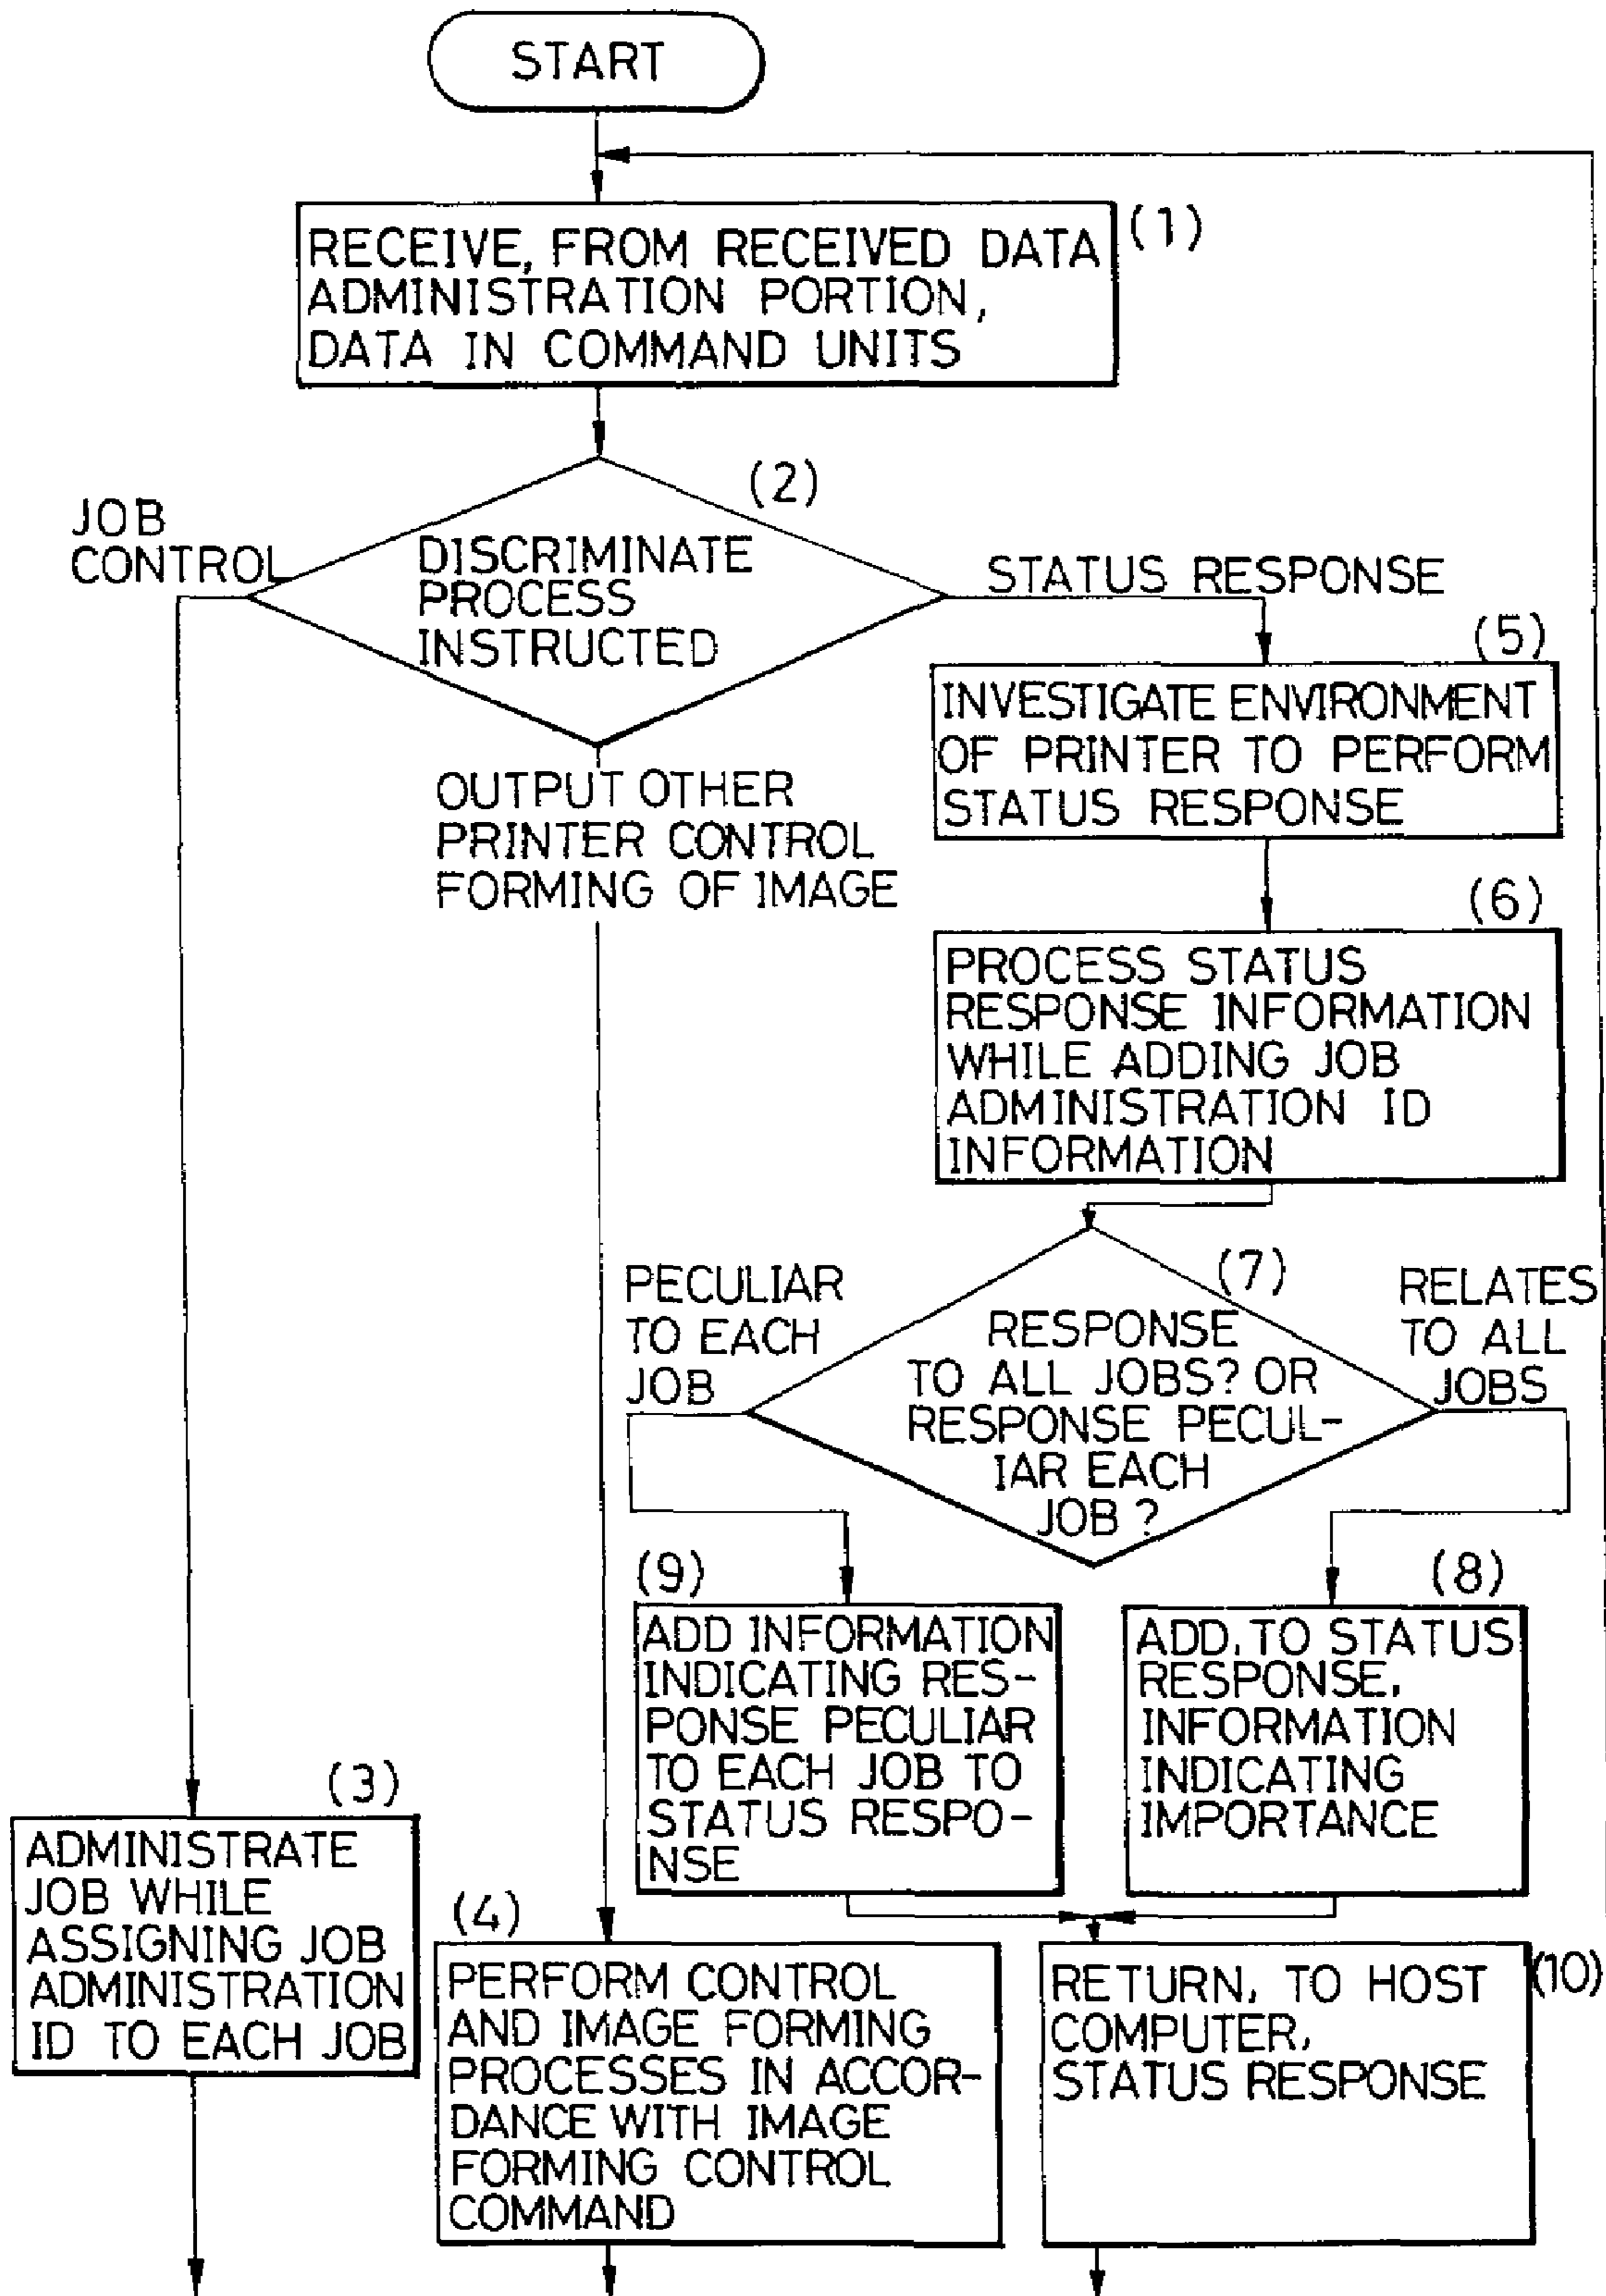 START
(1)
RECEIVE, FROM RECEIVED DATA
ADMINISTRATION PORTION,
DATA IN COMMAND UNITS
(2)
DISCRIMINATE
PROCESS
INSTRUCTED
JOB
CONTROL
STATUS RESPONSE
OUTPUT OTHER
PRINTER CONTROL
FORMING OF IMAGE
(5)
INVESTIGATE ENVIRONMENT
OF PRINTER TO PERFORM
STATUS RESPONSE
(6)
PROCESS STATUS
RESPONSE INFORMATION
WHILE ADDING JOB
ADMINISTRATION ID
INFORMATION
(7)
RESPONSE
TO ALL JOBS? OR
RESPONSE PECUL-
IAR EACH
JOB ?
PECULIAR
TO EACH
JOB
RELATES
TO ALL
JOBS
(9)
ADD INFORMATION
INDICATING RES-
PONSE PECULIAR
TO EACH JOB TO
STATUS RESPO-
NSE
(8)
ADD, TO STATUS
RESPONSE,
INFORMATION
INDICATING
IMPORTANCE
(3)
ADMINISTRATE
JOB WHILE
ASSIGNING JOB
ADMINISTRATION
ID TO EACH JOB
(4)
PERFORM CONTROL
AND IMAGE FORMING
PROCESSES IN ACCOR-
DANCE WITH IMAGE
FORMING CONTROL
COMMAND
(10)
RETURN, TO HOST
COMPUTER,
STATUS RESPONSE